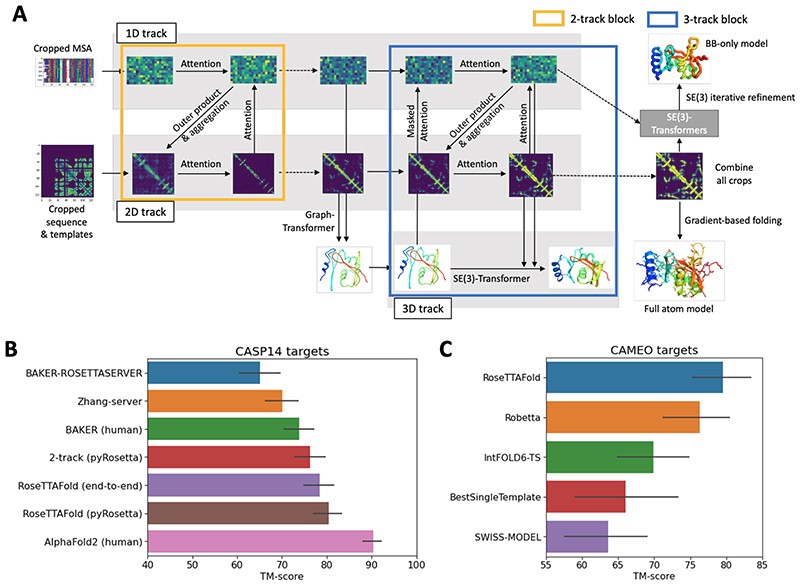 A
2-track block
3-track block
1D track
Cropped MSA
Attention
Attention
BB-only model
Outer product
& aggregation
Attention
Masked
Attention
Outer product
& aggregation
Attention
SE(3) iterative refinement
SE(3)-
Transformers
Attention
Attention
Combine
all crops
Cropped
sequence
& templates
2D track
Graph-
Transformer
Gradient-based folding
SE(3)-Transformer
3D track
Full atom model
B
CASP14 targets
BAKER-ROSETTASERVER
Zhang-server
BAKER (human)
2-track (pyRosetta)
RoseTTAFold (end-to-end)
RoseTTAFold (pyRosetta)
AlphaFold2 (human)
40 50 60 70 80 90 100
TM-score
C
CAMEO targets
RoseTTAFold
Robetta
IntFOLD6-TS
BestSingleTemplate
SWISS-MODEL
55 60 65 70 75 80 85
TM-score